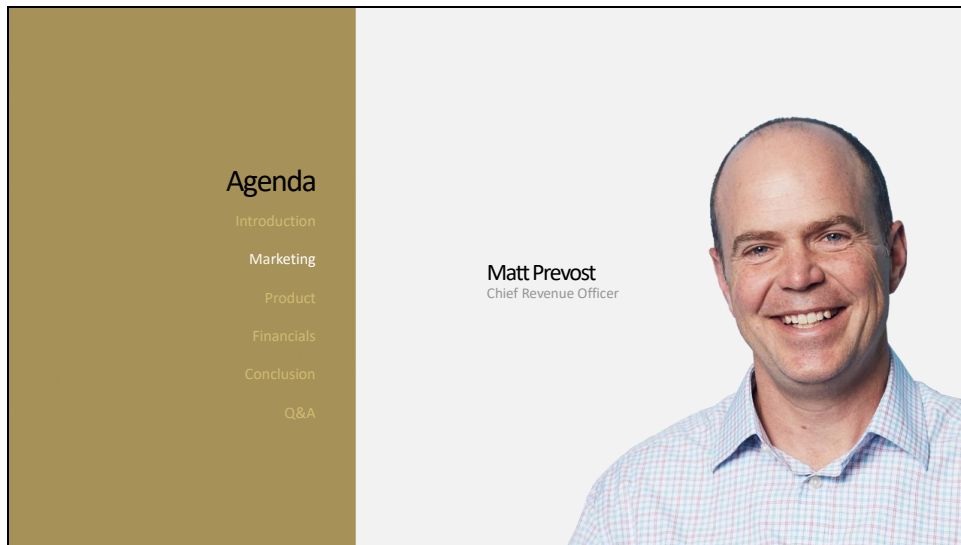 Agenda
Introduction
Marketing
Product
Financials
Conclusion
Q&A
Matt Prevost
Chief Revenue Officer